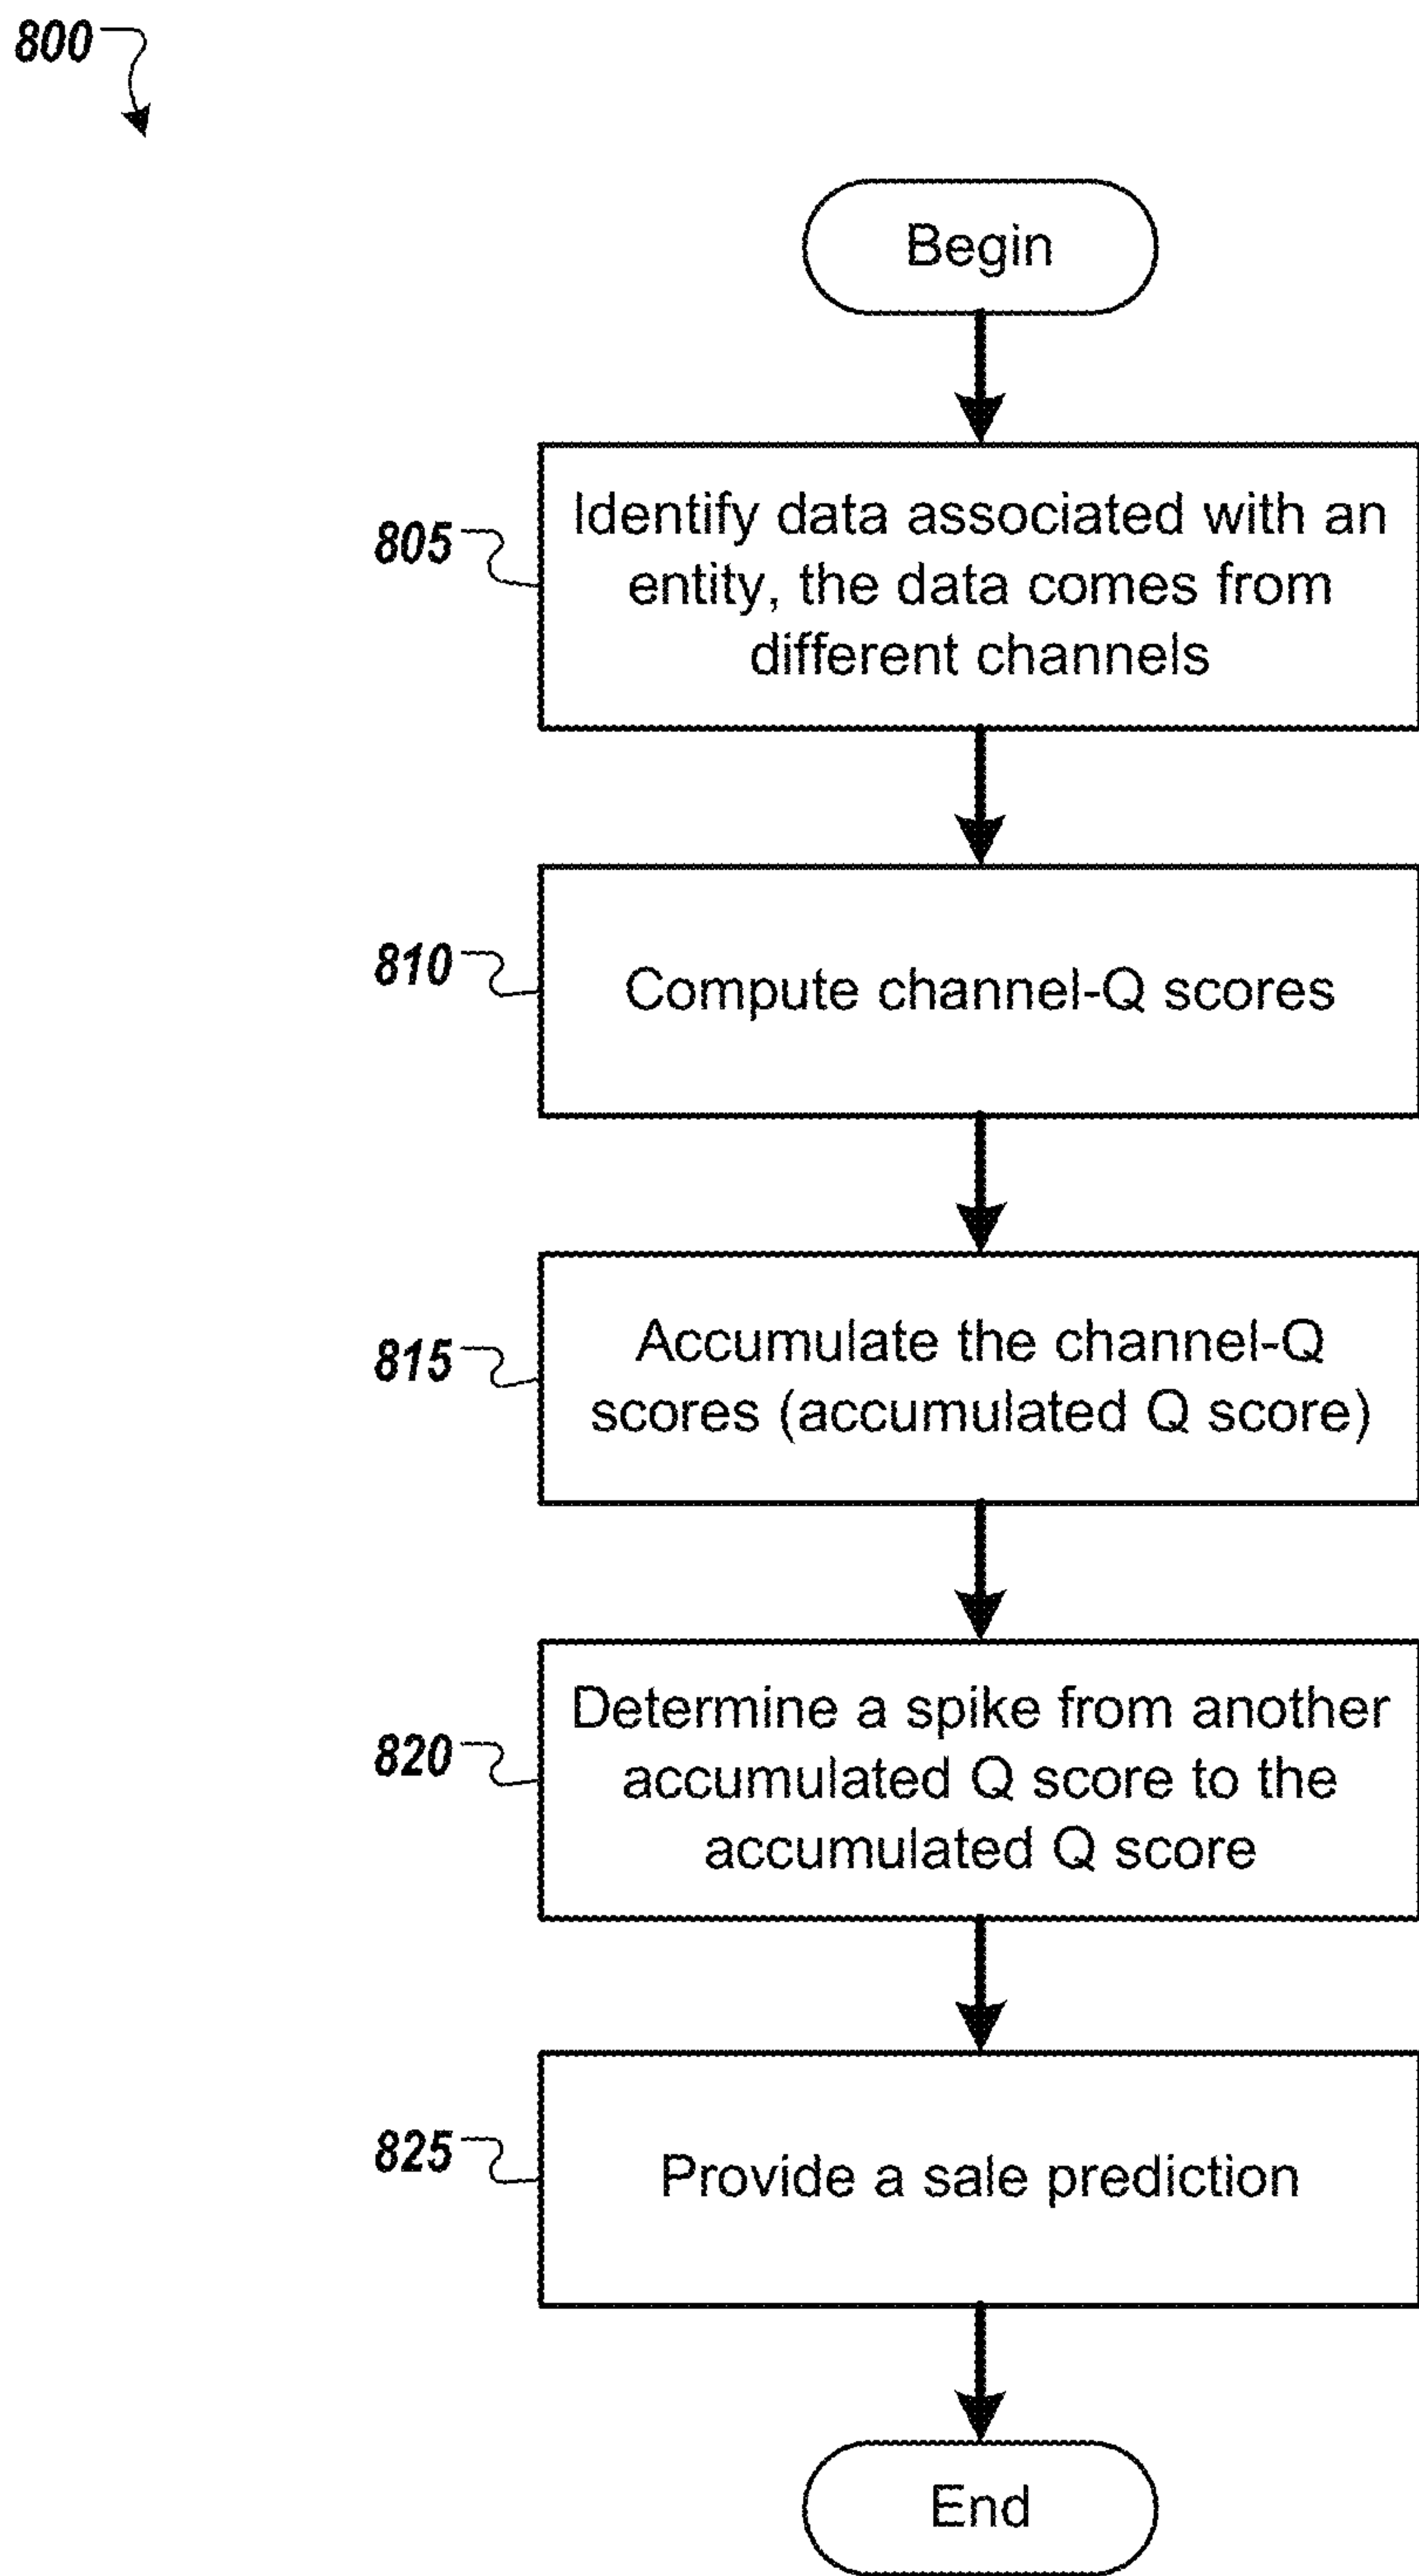 800
Begin
805
Identify data associated with an
entity, the data comes from
different channels
810
Compute channel-Q scores
815
Accumulate the channel-Q
scores (accumulated Q score)
820
Determine a spike from another
accumulated Q score to the
accumulated Q score
825
Provide a sale prediction
End